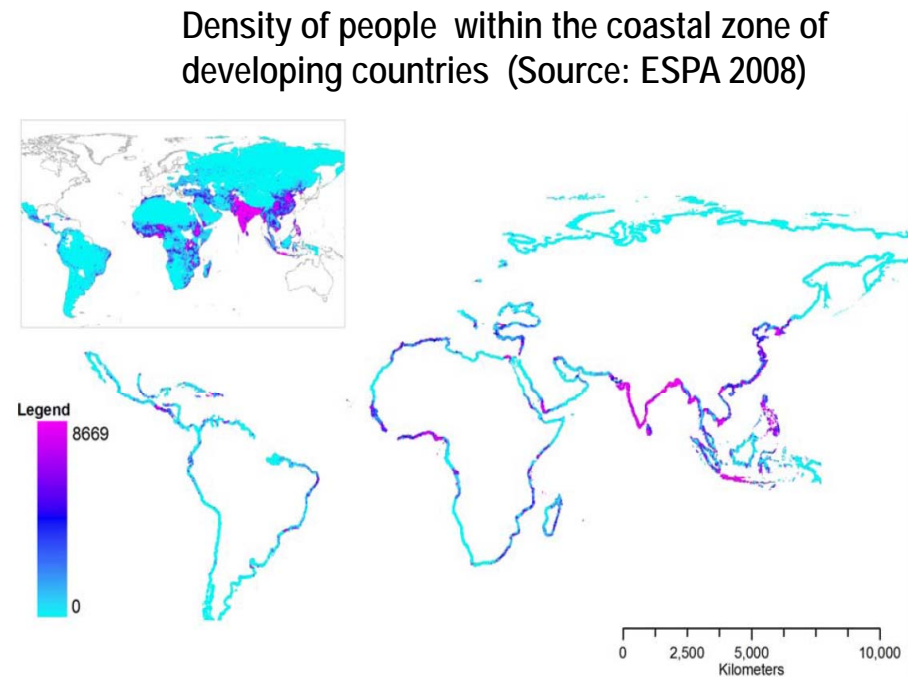 Density of people within the coastal zone of
developing countries (Source: ESPA 2008)
Legend
8669
0
0 2,500 5,000 10,000
Kilometers